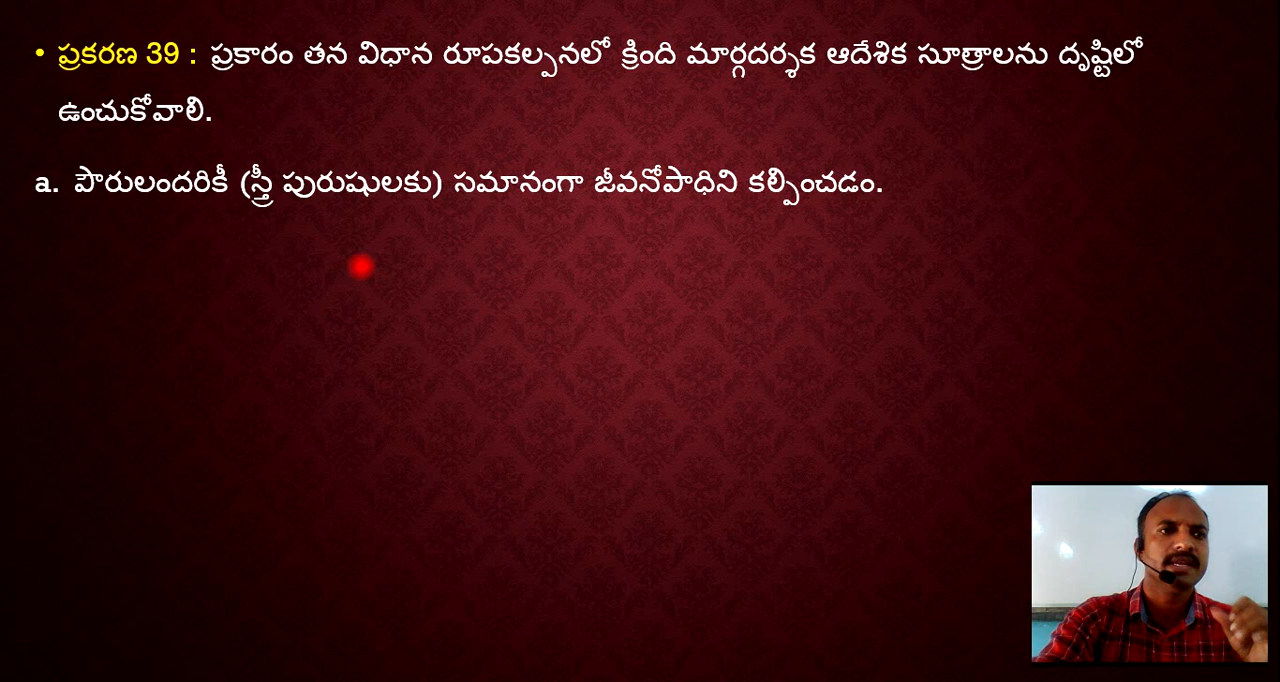 • ప్రకరణ 39 : ప్రకారం తన విధాన రూపకల్పనలో క్రింది మార్గదర్శక ఆదేశిక సూత్రాలను దృష్టిలో
ఉంచుకోవాలి.
a. పౌరులందరికీ (స్త్రీ పురుషులకు) సమానంగా జీవనోపాధిని కల్పించడం.